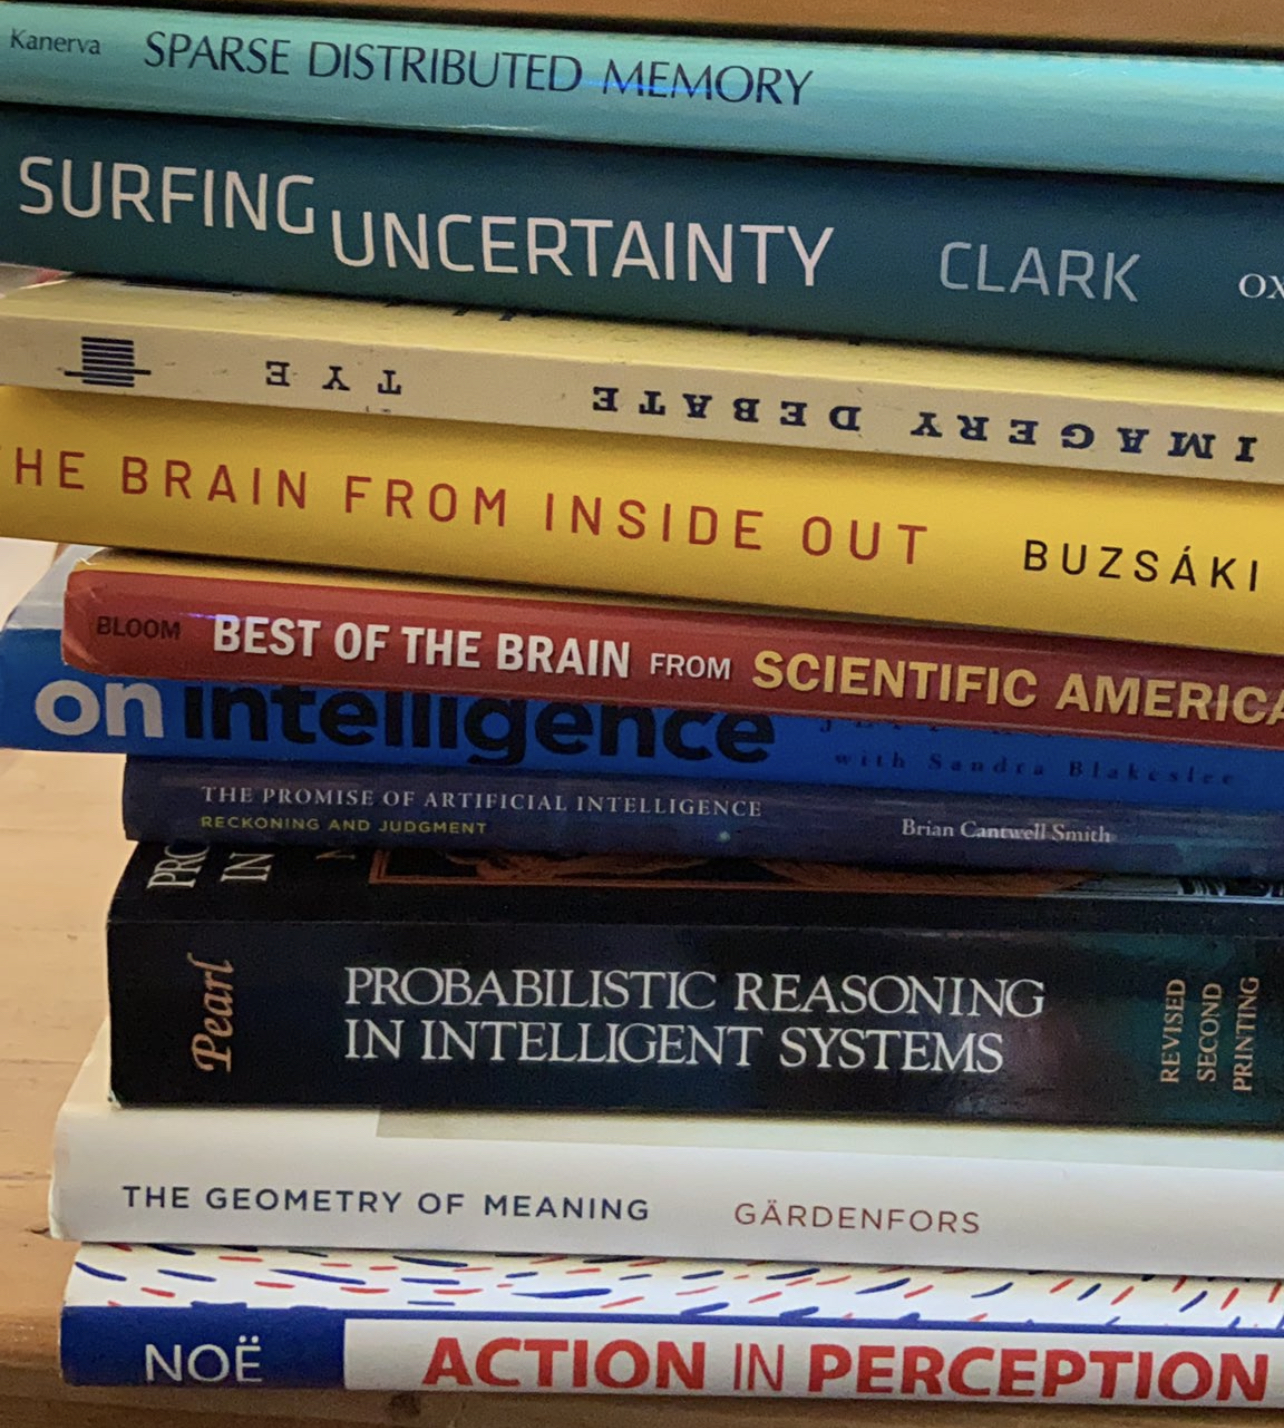 Kanerva SPARSE DISTRIBUTED MEMORY
SURFING UNCERTAINTY CLARK OX
IMAGERY DEBATE TYE
HE BRAIN FROM INSIDE OUT BUZSÁKI
BLOOM BEST OF THE BRAIN FROM SCIENTIFIC AMERICA
on intelligence
with Sandra Blakeslee
THE PROMISE OF ARTIFICIAL INTELLIGENCE
RECKONING AND JUDGMENT
Brian Cantwell Smith
PRO
IN
Pearl
PROBABILISTIC REASONING
IN INTELLIGENT SYSTEMS
REVISED
SECOND
PRINTING
THE GEOMETRY OF MEANING GÄRDENFORS
NOË ACTION IN PERCEPTION